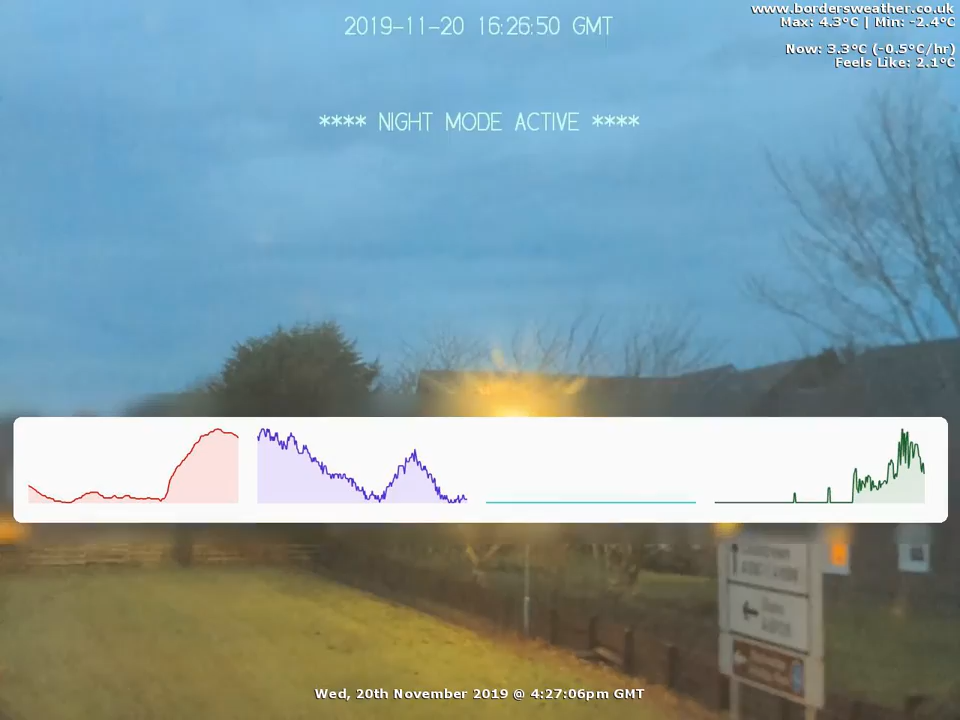 www.bordersweather.co.uk
2019-11-20 16:26:50 GMT
Max: 4.3°C | Min: -2.4°C
Now: 3.3°C (-0.5°C/hr)
Feels Like: 2.1°C
**** NIGHT MODE ACTIVE ****
Wed, 20th November 2019 @ 4:27:06pm GMT